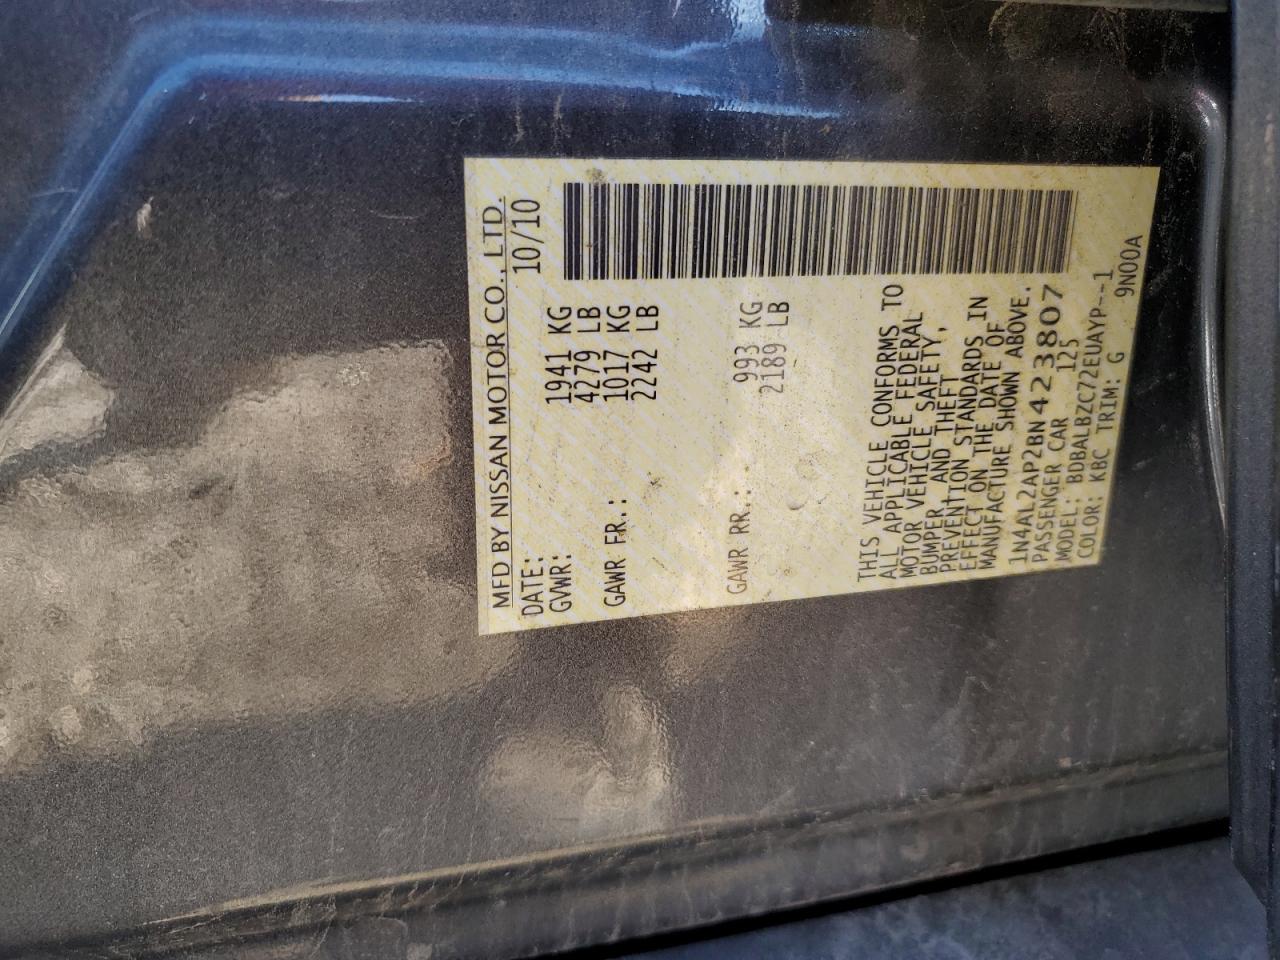 MFD BY NISSAN MOTOR CO., LTD.
DATE: 10/10
GVWR: 1941 KG
4279 LB
GAWR FR.: 1017 KG
2242 LB
GAWR RR.: 993 KG
2189 LB
THIS VEHICLE CONFORMS TO
ALL APPLICABLE FEDERAL
MOTOR VEHICLE SAFETY,
BUMPER AND THEFT
PREVENTION STANDARDS IN
EFFECT ON THE DATE OF
MANUFACTURE SHOWN ABOVE.
1N4AL2AP2BN423807
PASSENGER CAR 125
MODEL: BDBALBZC72EUAYP--1
COLOR: KBC TRIM: G 9N00A